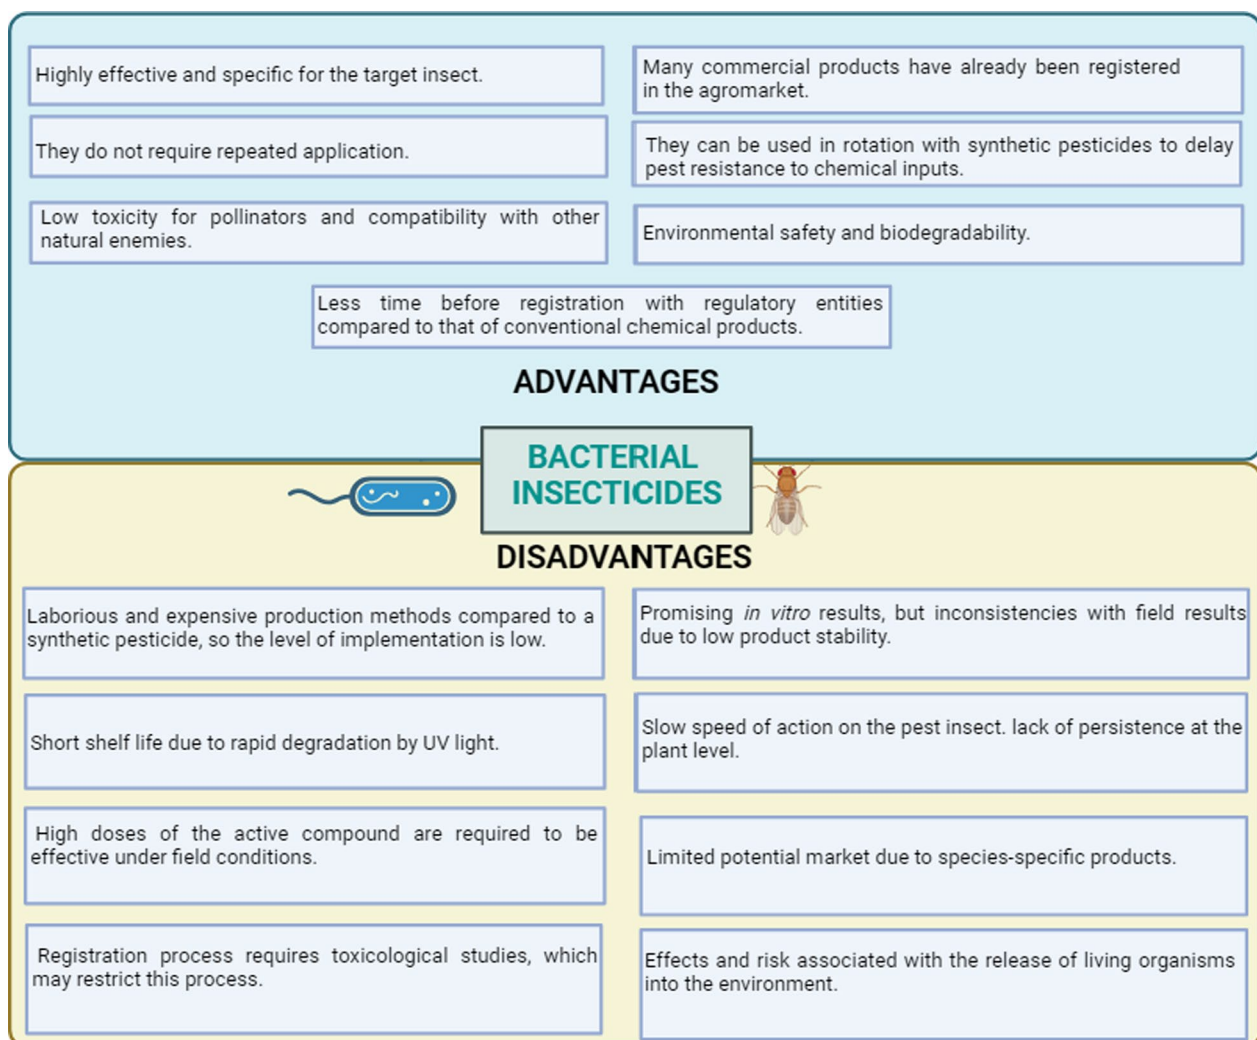 Highly effective and specific for the target insect.
Many commercial products have already been registered
in the agromarket.
They do not require repeated application.
They can be used in rotation with synthetic pesticides to delay
pest resistance to chemical inputs.
Low toxicity for pollinators and compatibility with other
natural enemies.
Environmental safety and biodegradability.
Less time before registration with regulatory entities
compared to that of conventional chemical products.
ADVANTAGES
BACTERIAL
INSECTICIDES
DISADVANTAGES
Laborious and expensive production methods compared to a
synthetic pesticide, so the level of implementation is low.
Promising in vitro results, but inconsistencies with field results
due to low product stability.
Short shelf life due to rapid degradation by UV light.
Slow speed of action on the pest insect. lack of persistence at the
plant level.
High doses of the active compound are required to be
effective under field conditions.
Limited potential market due to species-specific products.
Registration process requires toxicological studies, which
may restrict this process.
Effects and risk associated with the release of living organisms
into the environment.